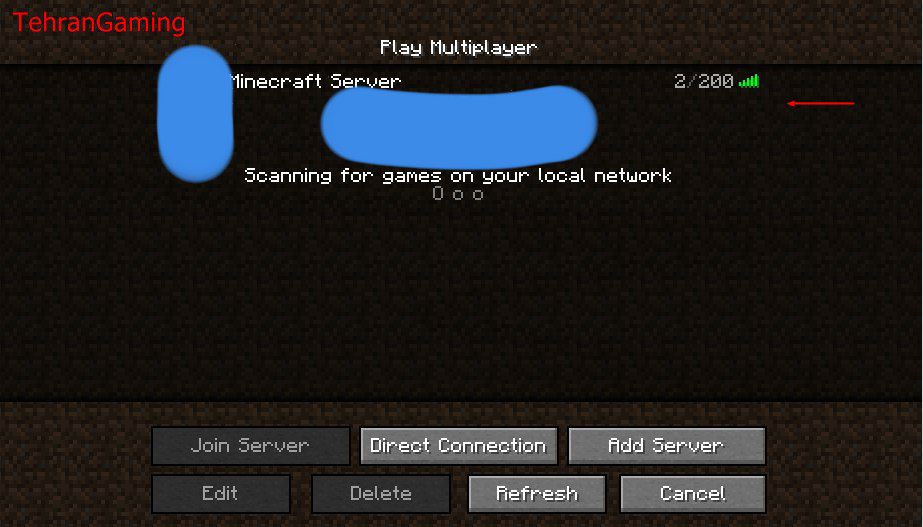 TehranGaming
Play Multiplayer
Minecraft Server 2/200
Scanning for games on your local network
O o o
Join Server Direct Connection Add Server
Edit Delete Refresh Cancel